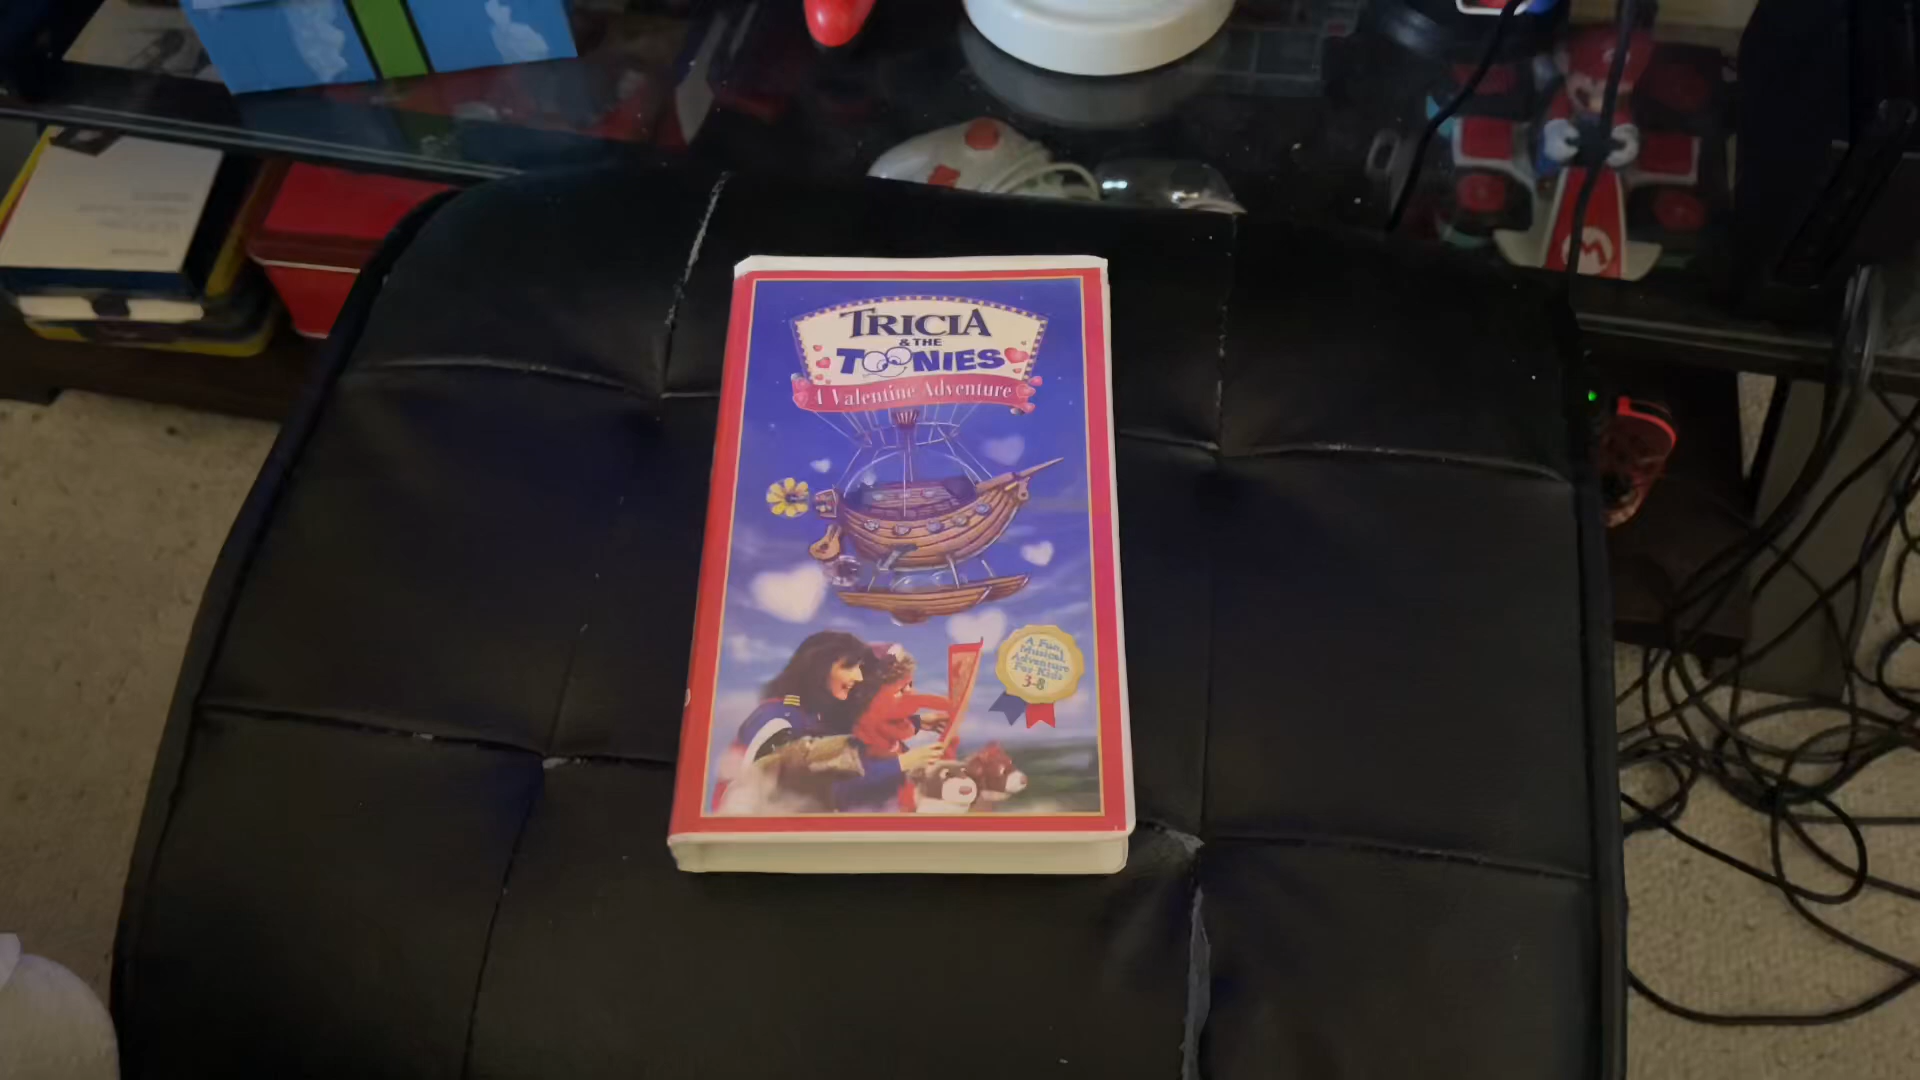 TRICIA
& THE
TOONIES
A Valentine Adventure
A Fun,
Musical,
Adventure
For Kids
3-8
M